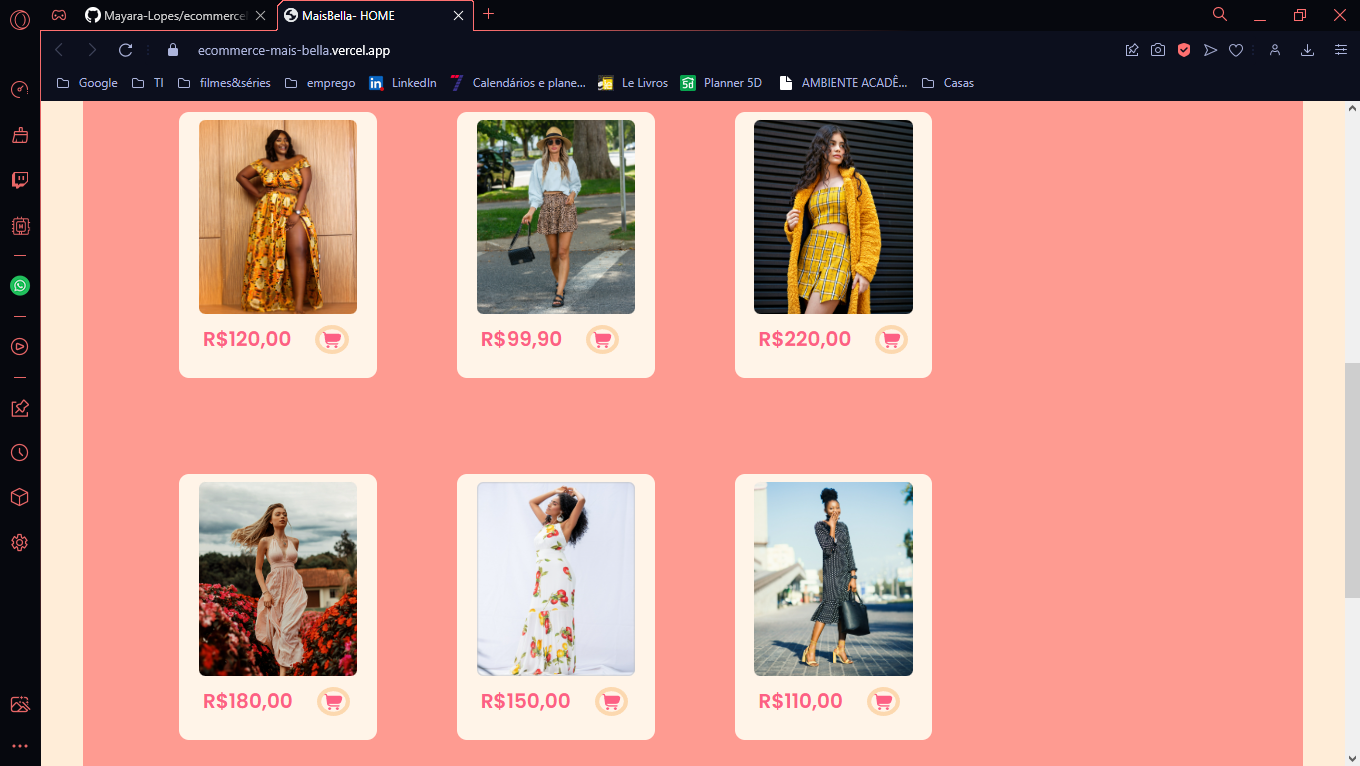 Mayara-Lopes/ecommerce
MaisBella- HOME
ecommerce-mais-bella.vercel.app
Google
TI
filmes&séries
emprego
LinkedIn
Calendários e plane...
Le Livros
Planner 5D
AMBIENTE ACADÊ...
Casas
R$120,00
R$99,90
R$220,00
R$180,00
R$150,00
R$110,00